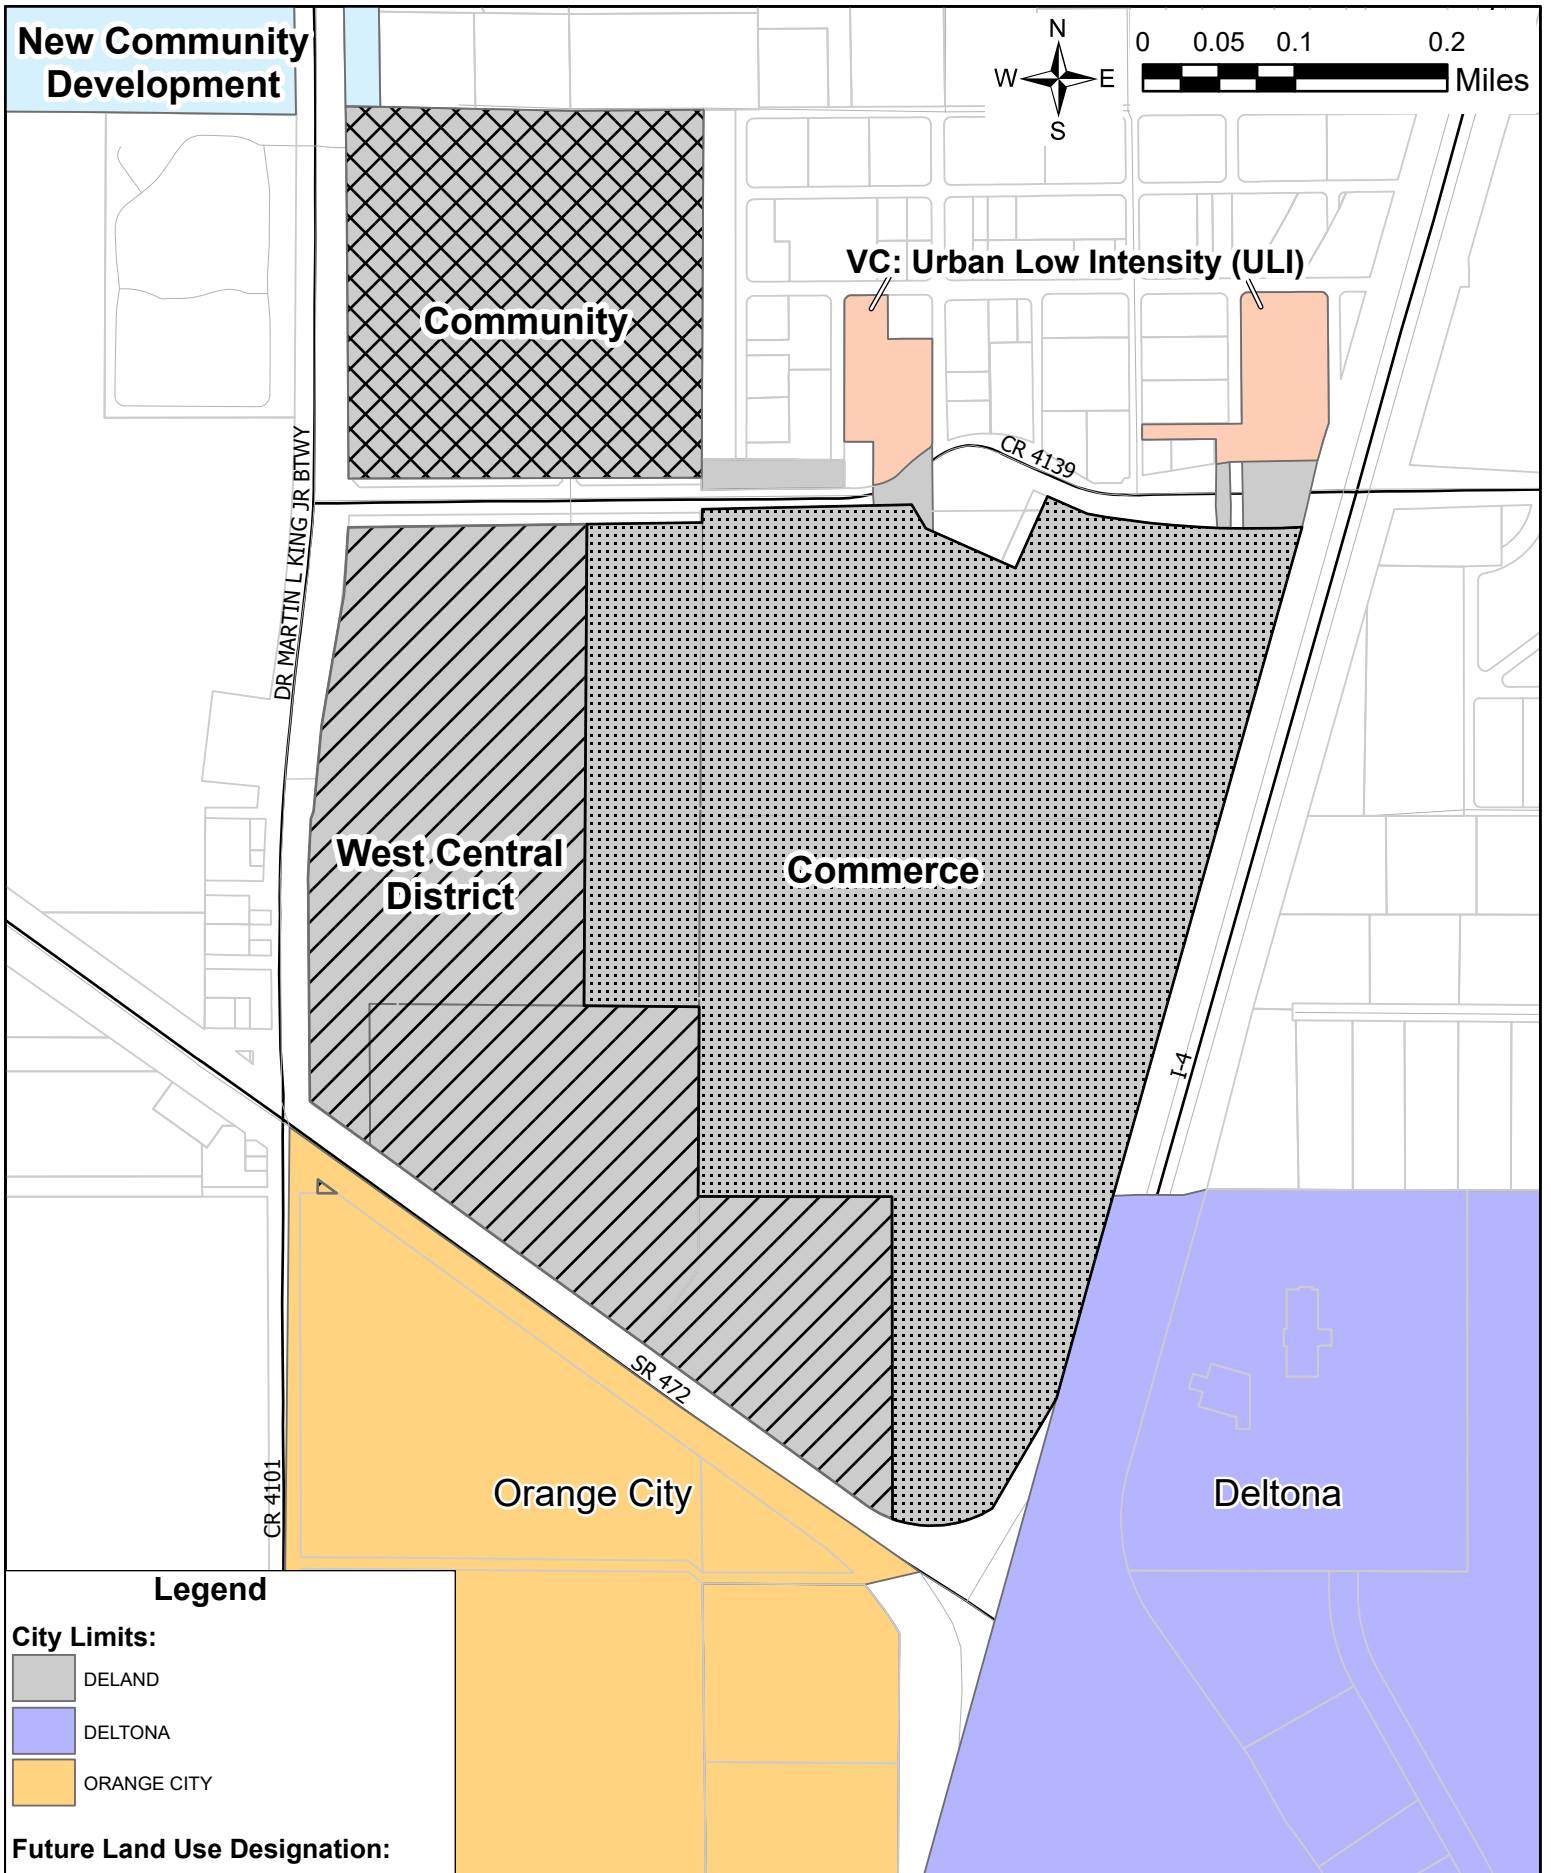 New Community
Development
N
W E
S
0 0.05 0.1 0.2
Miles
VC: Urban Low Intensity (ULI)
Community
CR 4139
DR MARTIN L KING JR BTWY
West Central
District
Commerce
I-4
SR 472
CR 4101
Orange City
Deltona
Legend
City Limits:
DELAND
DELTONA
ORANGE CITY
Future Land Use Designation: